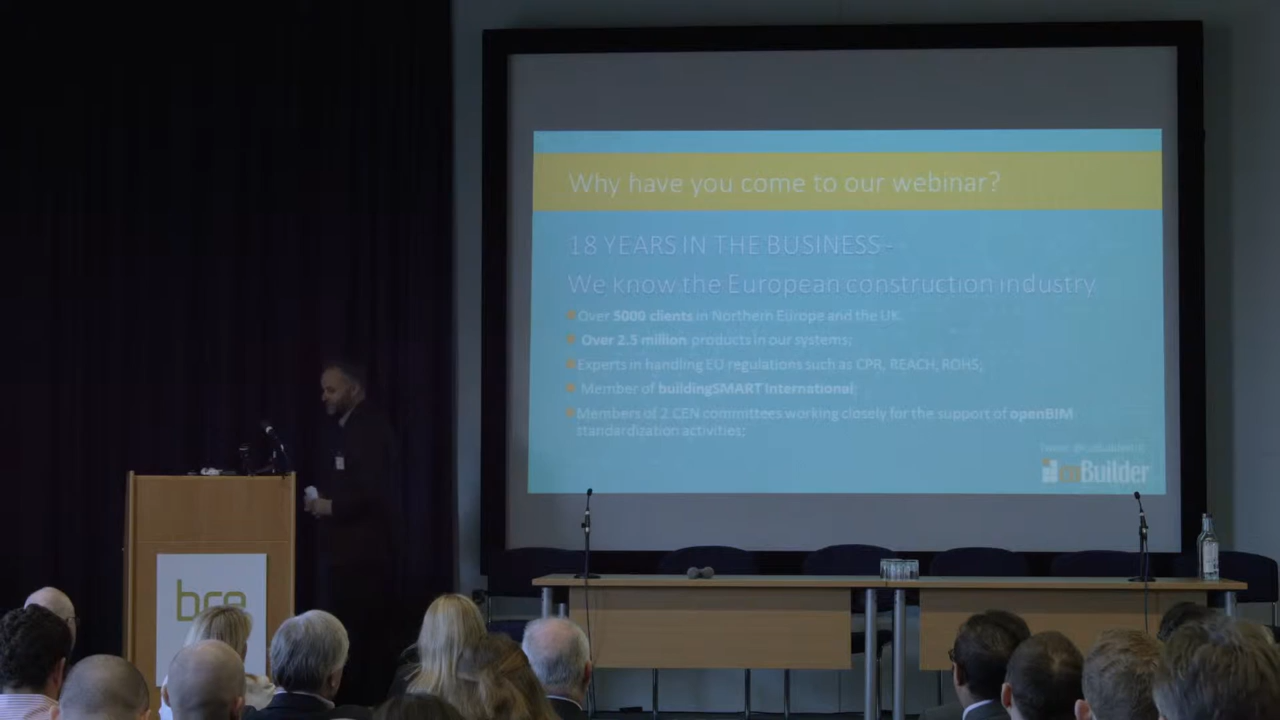 Why have you come to our webinar?
18 YEARS IN THE BUSINESS -
We know the European construction industry
Over 5000 clients in Northern Europe and the UK.
Over 2.5 million products in our systems;
Experts in handling EU regulations such as CPR, REACH, ROHS;
Member of buildingSMART International
Members of 2 CEN committees working closely for the support of openBIM
standardization activities;
coBuilder
bre